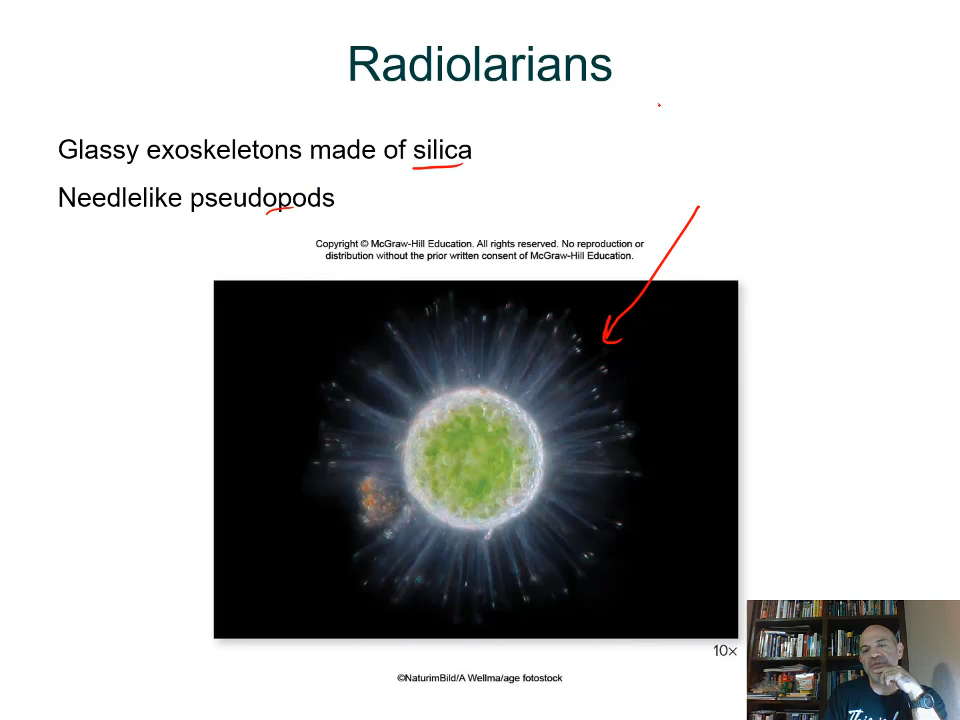 Radiolarians
Glassy exoskeletons made of silica
Needlelike pseudopods
Copyright © McGraw-Hill Education. All rights reserved. No reproduction or
distribution without the prior written consent of McGraw-Hill Education.
10×
©NaturimBild/A Wellma/age fotostock